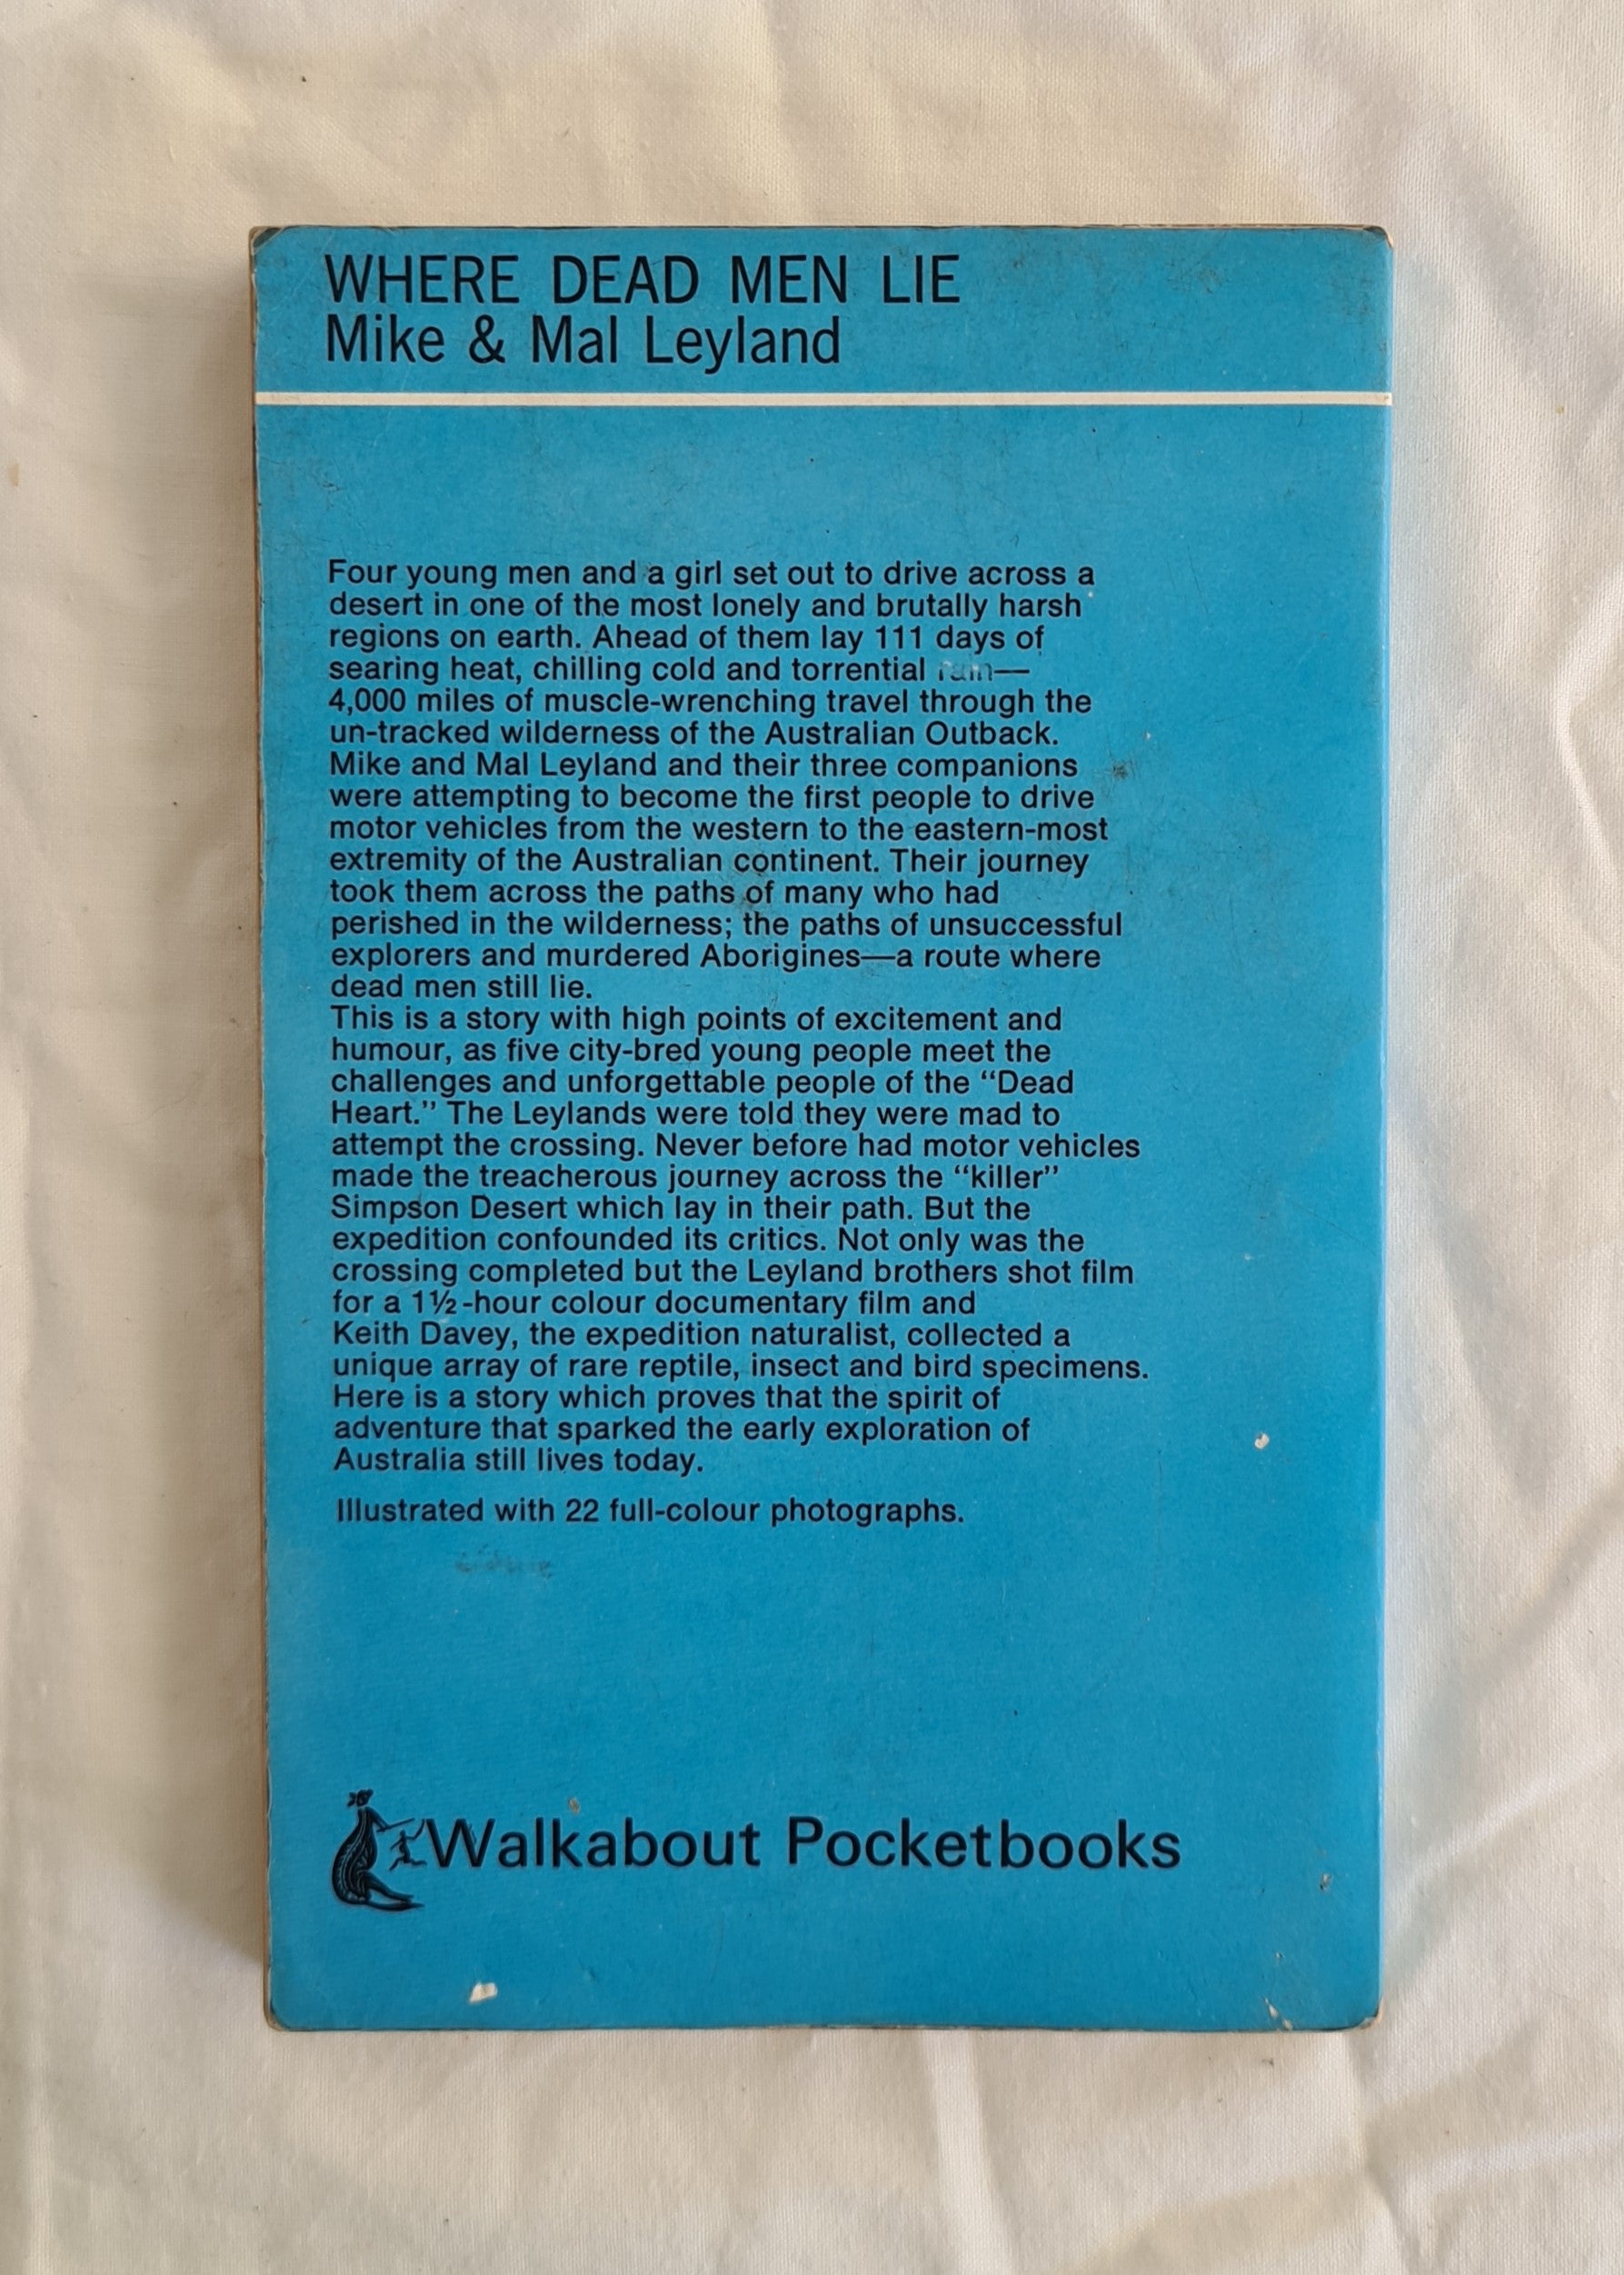 WHERE DEAD MEN LIE
Mike & Mal Leyland
Four young men and a girl set out to drive across a
desert in one of the most lonely and brutally harsh
regions on earth. Ahead of them lay 111 days of
searing heat, chilling cold and torrential rain—
4,000 miles of muscle-wrenching travel through the
un-tracked wilderness of the Australian Outback.
Mike and Mal Leyland and their three companions
were attempting to become the first people to drive
motor vehicles from the western to the eastern-most
extremity of the Australian continent. Their journey
took them across the paths of many who had
perished in the wilderness; the paths of unsuccessful
explorers and murdered Aborigines—a route where
dead men still lie.
This is a story with high points of excitement and
humour, as five city-bred young people meet the
challenges and unforgettable people of the “Dead
Heart.” The Leylands were told they were mad to
attempt the crossing. Never before had motor vehicles
made the treacherous journey across the “killer”
Simpson Desert which lay in their path. But the
expedition confounded its critics. Not only was the
crossing completed but the Leyland brothers shot film
for a 1½-hour colour documentary film and
Keith Davey, the expedition naturalist, collected a
unique array of rare reptile, insect and bird specimens.
Here is a story which proves that the spirit of
adventure that sparked the early exploration of
Australia still lives today.
Illustrated with 22 full-colour photographs.
Walkabout Pocketbooks